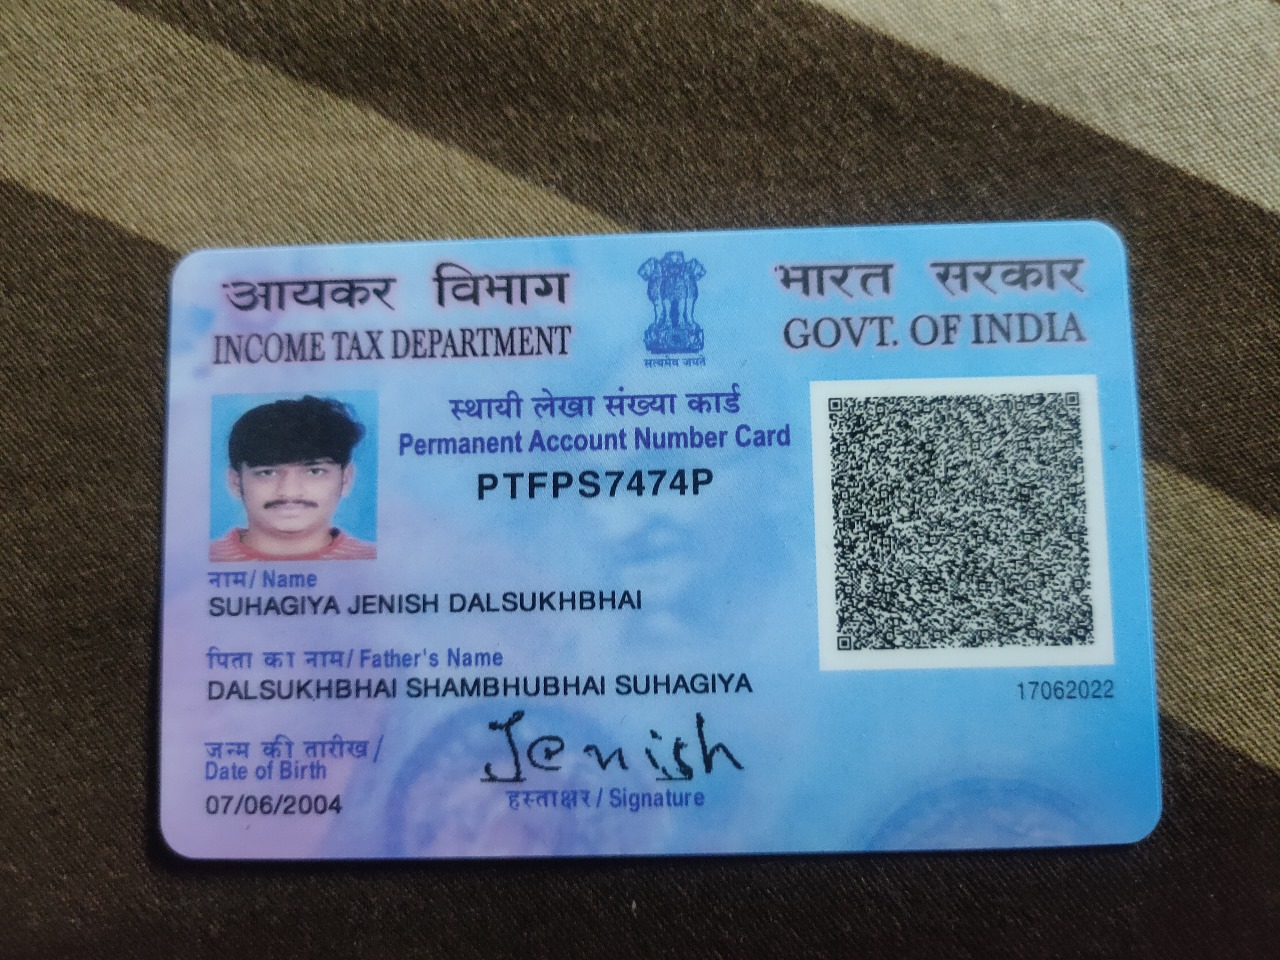 आयकर विभाग
INCOME TAX DEPARTMENT
सत्यमेव जयते
भारत सरकार
GOVT. OF INDIA
स्थायी लेखा संख्या कार्ड
Permanent Account Number Card
PTFPS7474P
नाम / Name
SUHAGIYA JENISH DALSUKHBHAI
पिता का नाम / Father's Name
DALSUKHBHAI SHAMBHUBHAI SUHAGIYA
17062022
जन्म की तारीख /
Date of Birth
07/06/2004
Jenish
हस्ताक्षर / Signature